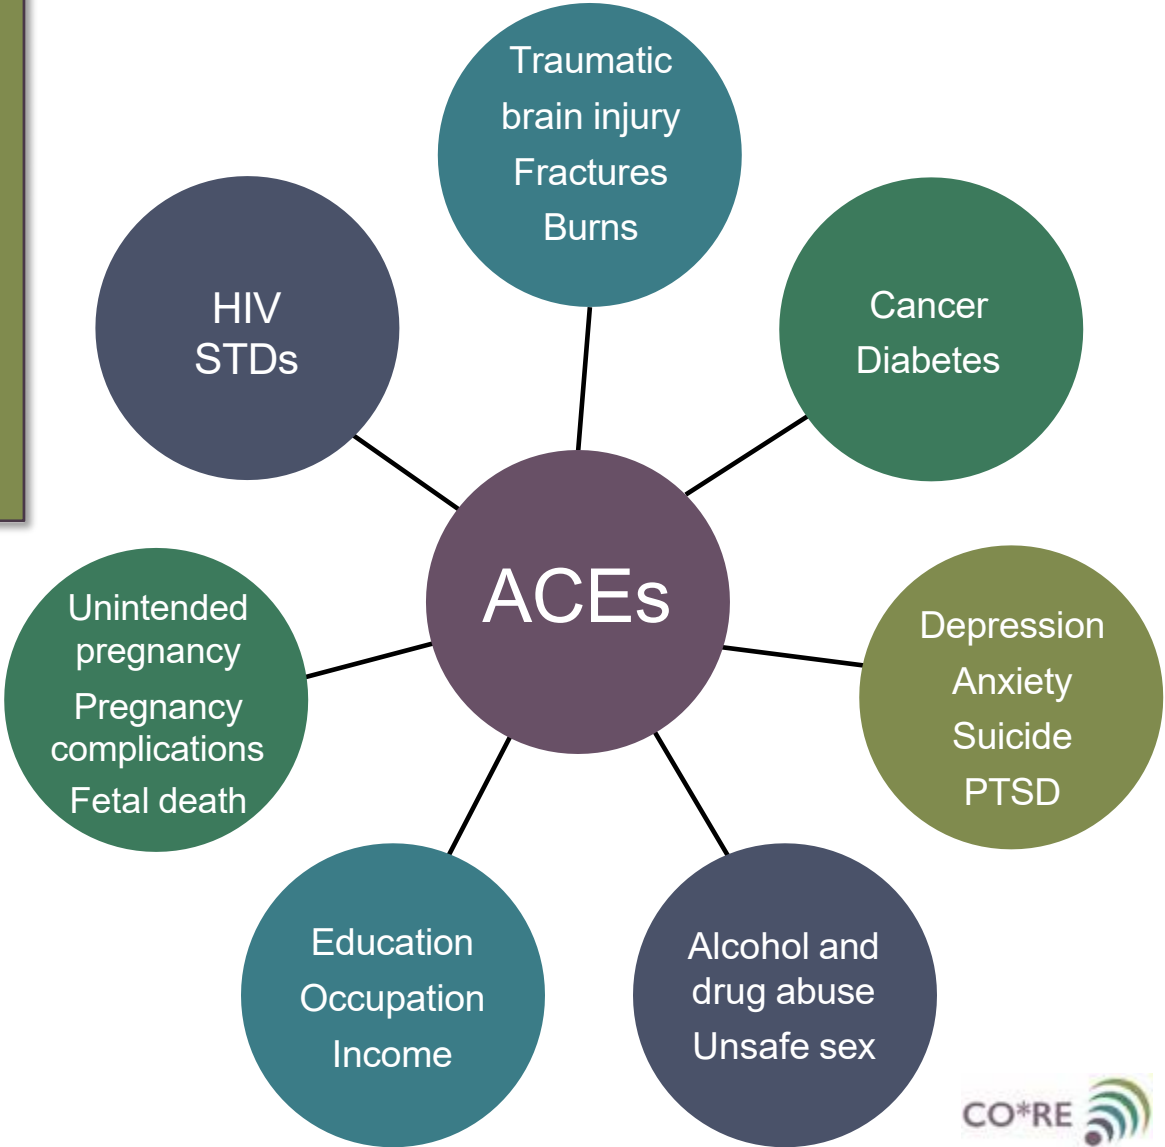 Traumatic
brain injury
Fractures
Burns
Cancer
Diabetes
HIV
STDs
ACEs
Unintended
pregnancy
Pregnancy
complications
Fetal death
Depression
Anxiety
Suicide
PTSD
Education
Occupation
Income
Alcohol and
drug abuse
Unsafe sex
CO*RE